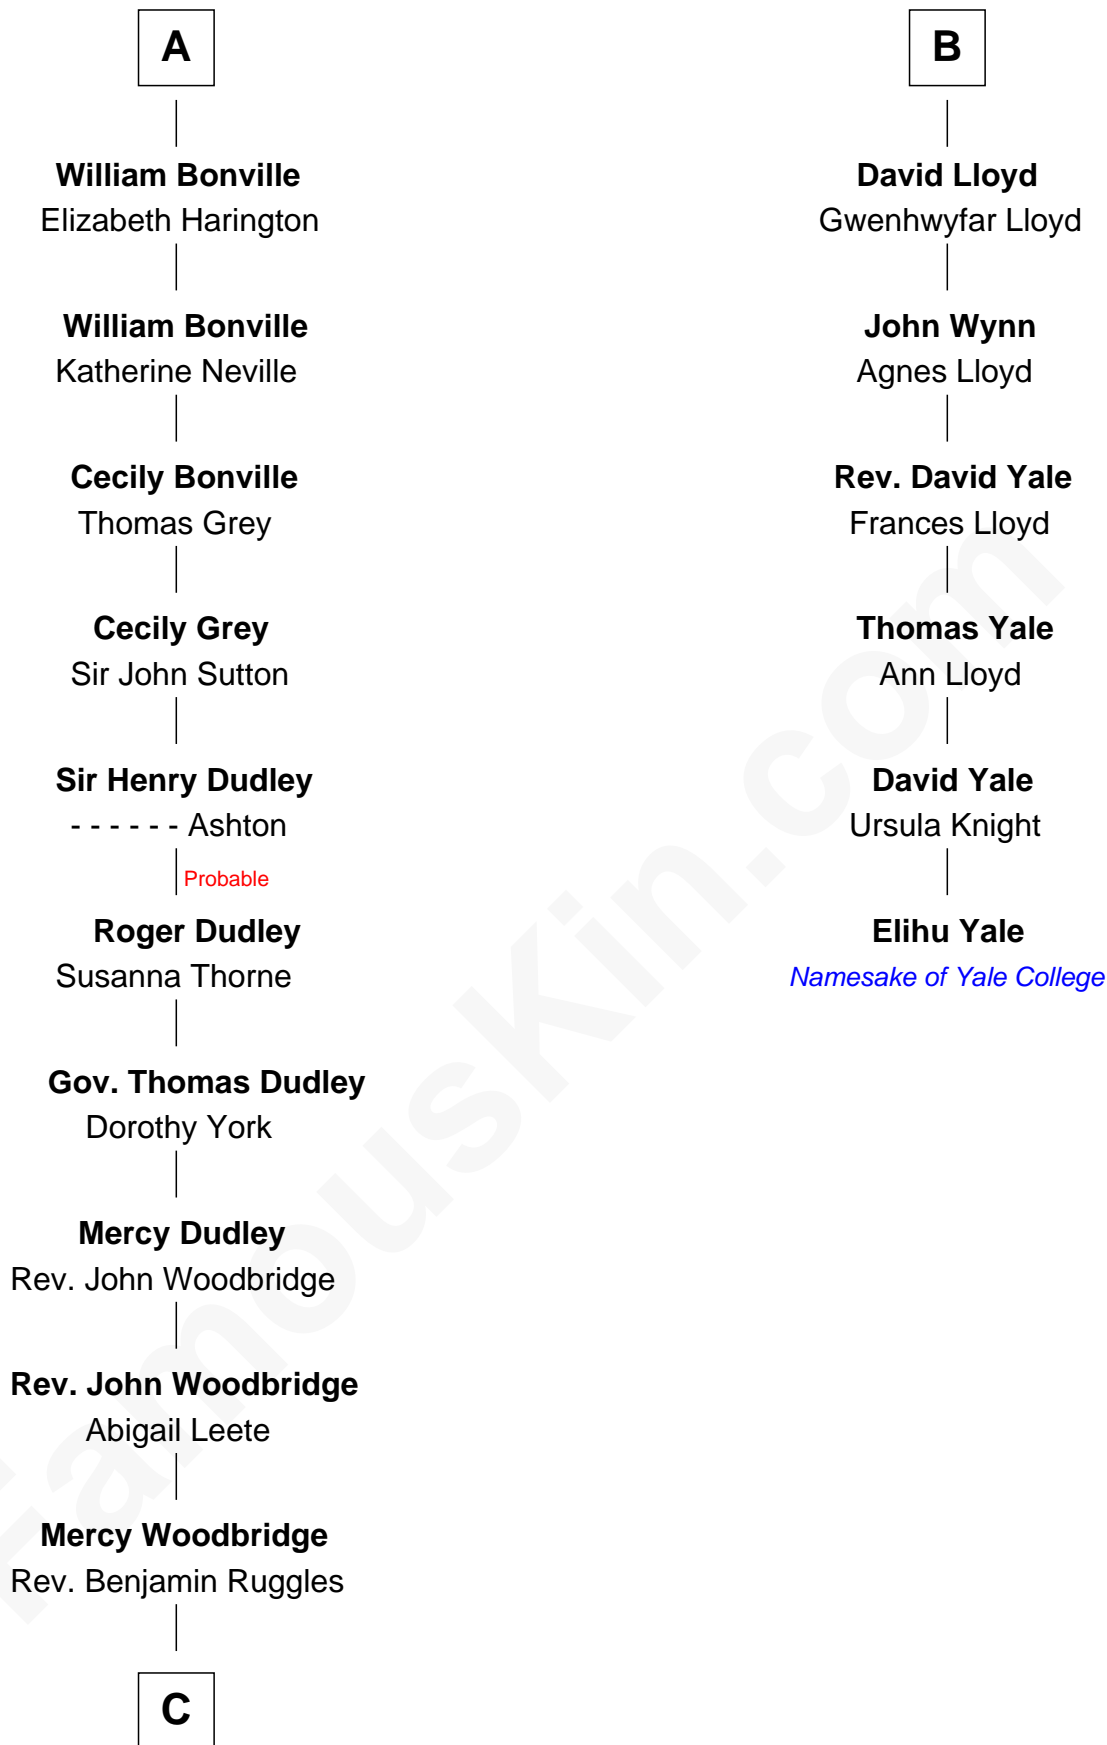 A
William Bonville
Elizabeth Harington
William Bonville
Katherine Neville
Cecily Bonville
Thomas Grey
Cecily Grey
Sir John Sutton
Sir Henry Dudley
- - - - - - Ashton
Probable
Roger Dudley
Susanna Thorne
Gov. Thomas Dudley
Dorothy York
Mercy Dudley
Rev. John Woodbridge
Rev. John Woodbridge
Abigail Leete
Mercy Woodbridge
Rev. Benjamin Ruggles
C
B
David Lloyd
Gwenhwyfar Lloyd
John Wynn
Agnes Lloyd
Rev. David Yale
Frances Lloyd
Thomas Yale
Ann Lloyd
David Yale
Ursula Knight
Elihu Yale
Namesake of Yale College
FamousKin.com